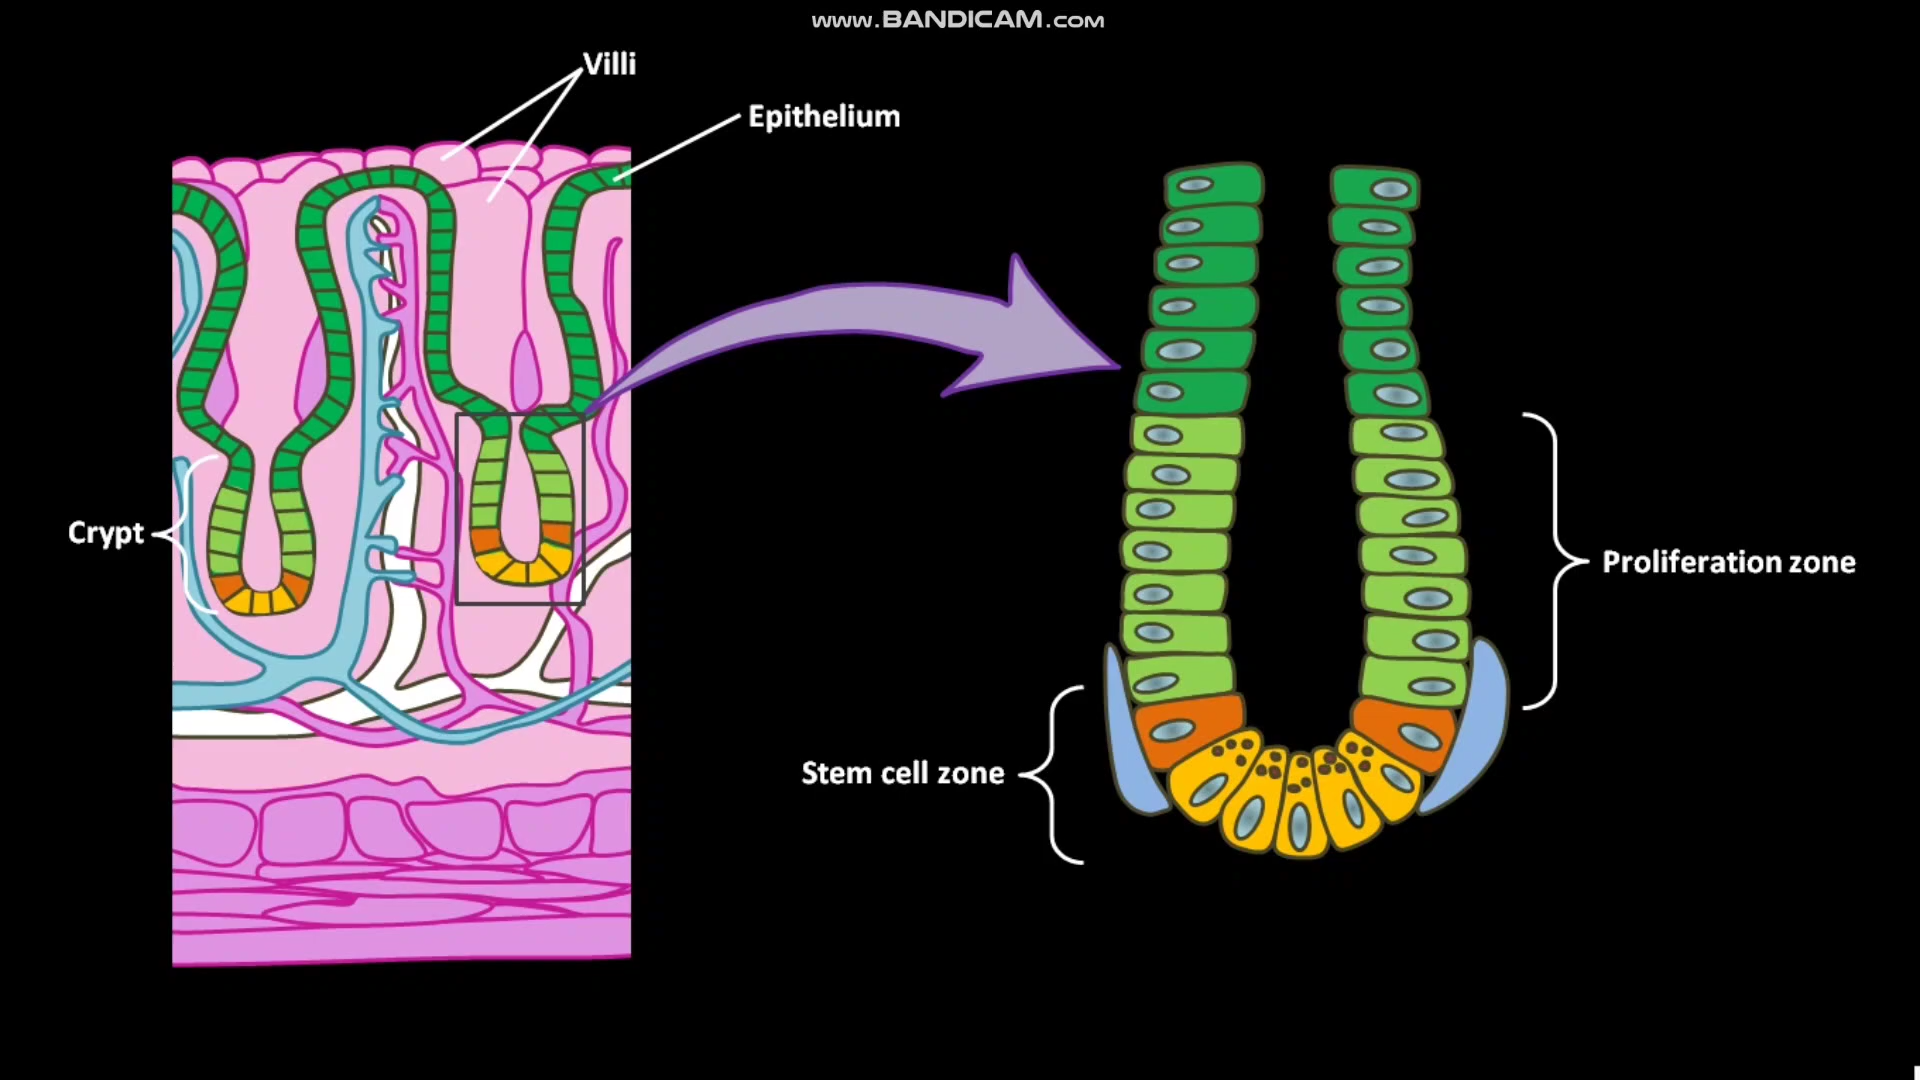 www.BANDICAM.com
Villi
Epithelium
Crypt
Proliferation zone
Stem cell zone